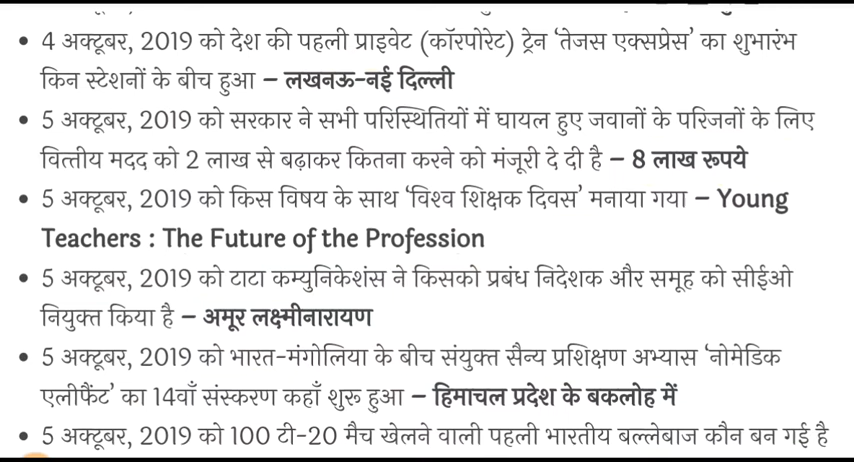 • 4 अक्टूबर, 2019 को देश की पहली प्राइवेट (कॉरपोरेट) ट्रेन ‘तेजस एक्सप्रेस’ का शुभारंभ
किन स्टेशनों के बीच हुआ – लखनऊ-नई दिल्ली
• 5 अक्टूबर, 2019 को सरकार ने सभी परिस्थितियों में घायल हुए जवानों के परिजनों के लिए
वित्तीय मदद को 2 लाख से बढ़ाकर कितना करने को मंजूरी दे दी है – 8 लाख रूपये
• 5 अक्टूबर, 2019 को किस विषय के साथ ‘विश्व शिक्षक दिवस’ मनाया गया – Young
Teachers : The Future of the Profession
• 5 अक्टूबर, 2019 को टाटा कम्युनिकेशंस ने किसको प्रबंध निदेशक और समूह को सीईओ
नियुक्त किया है – अमूर लक्ष्मीनारायण
• 5 अक्टूबर, 2019 को भारत-मंगोलिया के बीच संयुक्त सैन्य प्रशिक्षण अभ्यास ‘नोमेडिक
एलीफैंट’ का 14वाँ संस्करण कहाँ शुरू हुआ – हिमाचल प्रदेश के बकलोह में
• 5 अक्टूबर, 2019 को 100 टी-20 मैच खेलने वाली पहली भारतीय बल्लेबाज कौन बन गई है